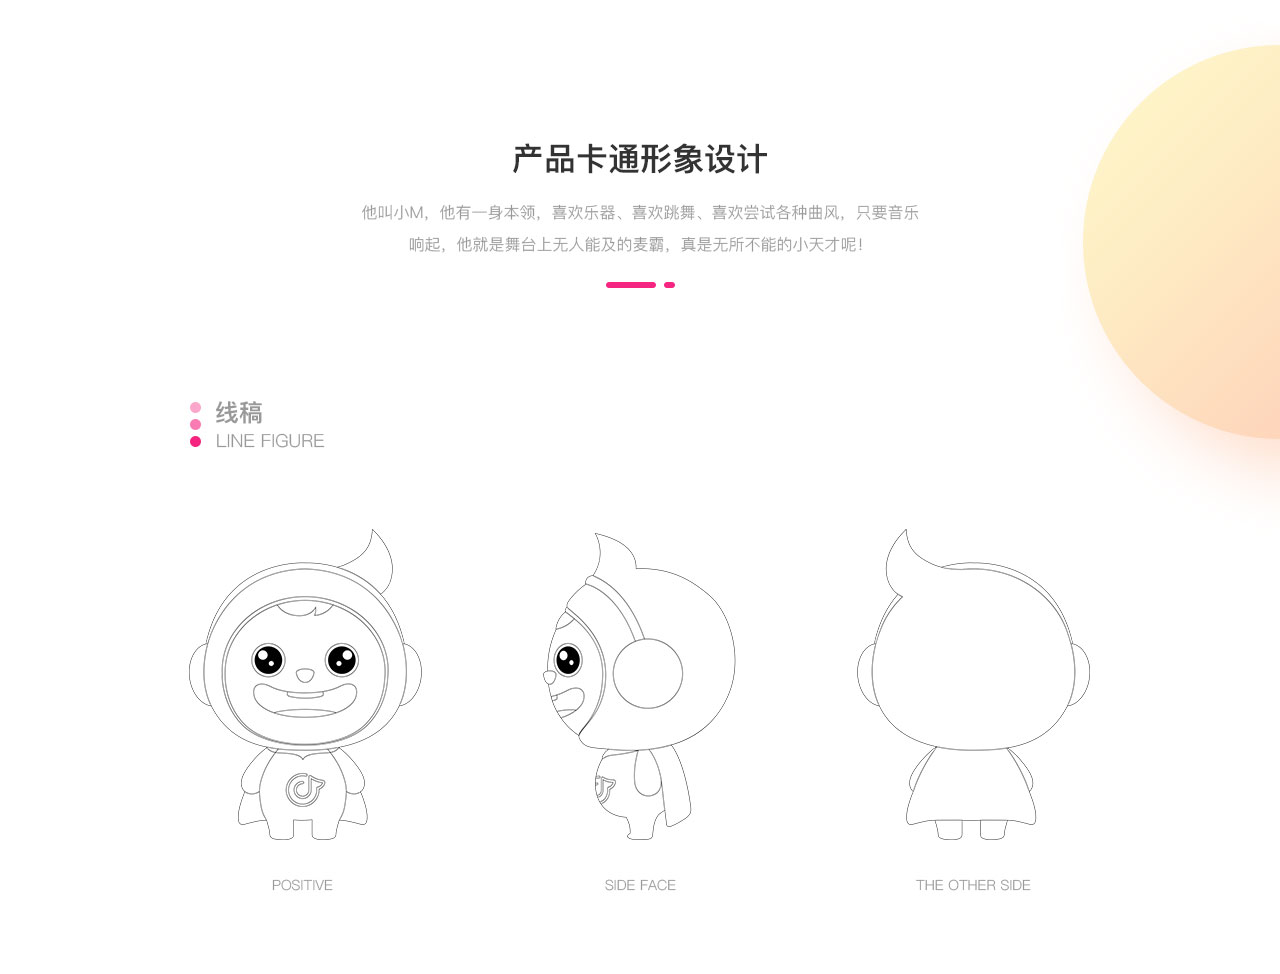 产品卡通形象设计
他叫小M，他有一身本领，喜欢乐器、喜欢跳舞、喜欢尝试各种曲风，只要音乐
响起，他就是舞台上无人能及的麦霸，真是无所不能的小天才呢！
线稿
LINE FIGURE
POSITIVE
SIDE FACE
THE OTHER SIDE